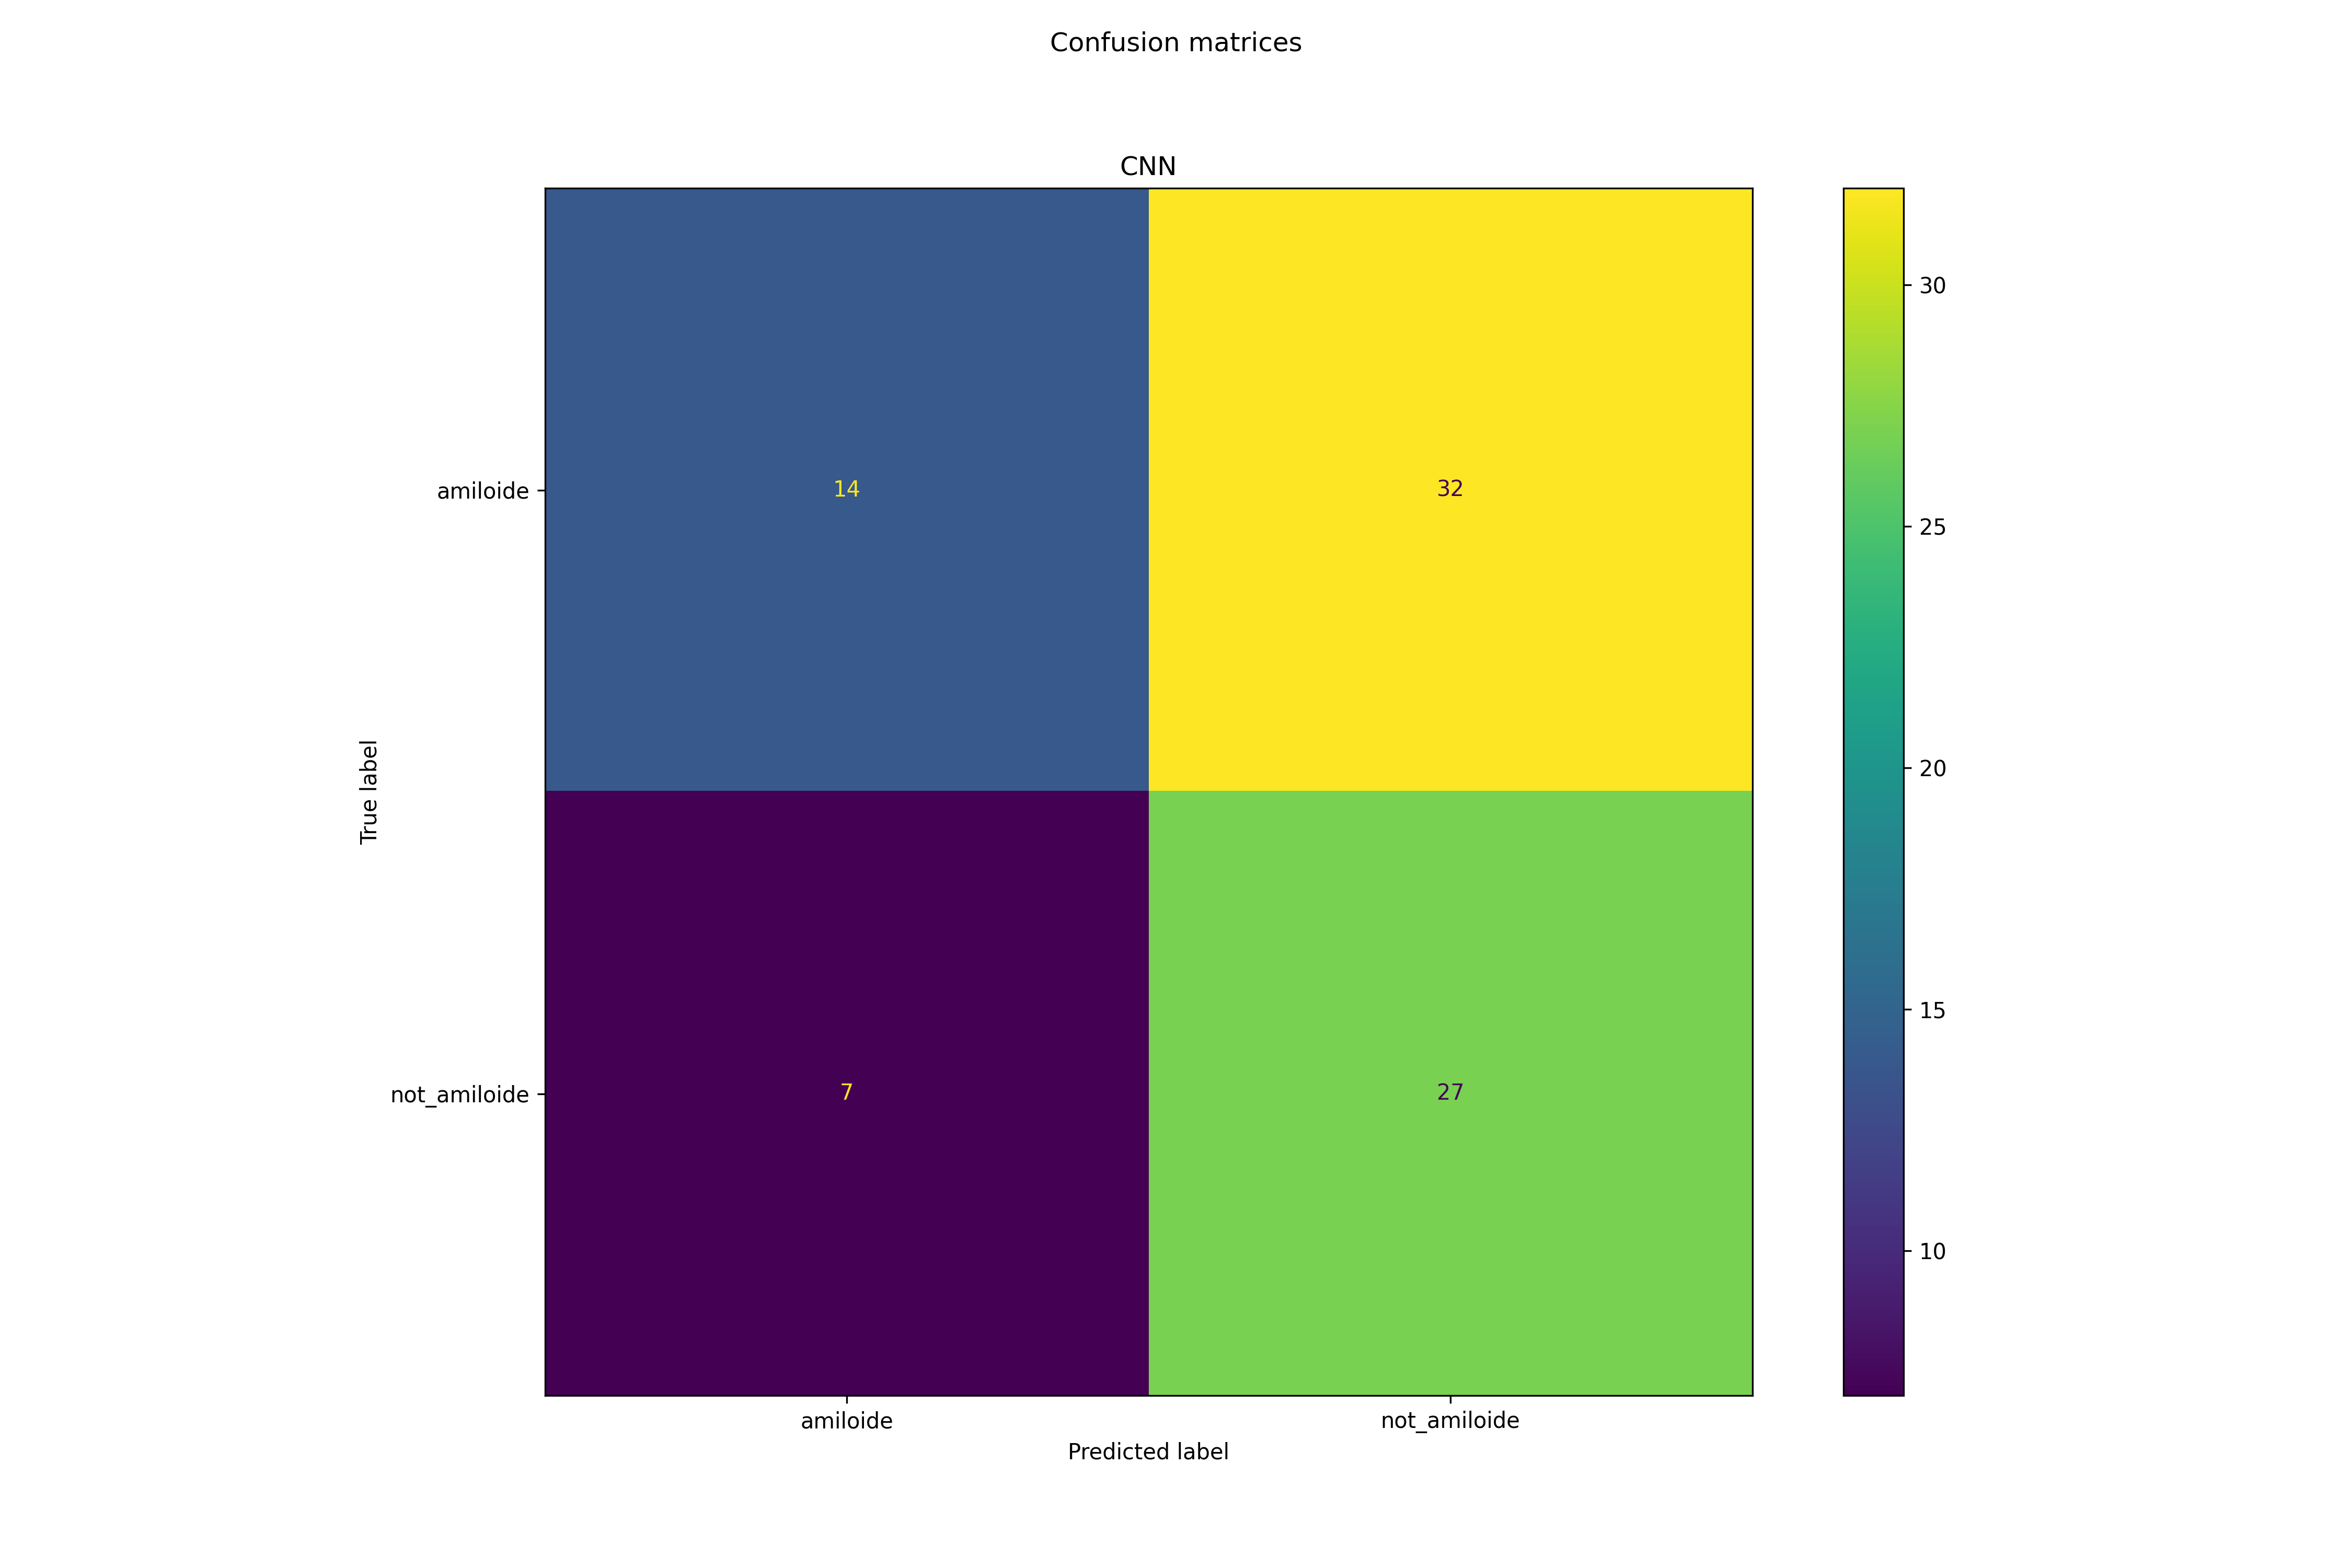 Confusion matrices
CNN
True label
amiloide
14
32
not_amiloide
7
27
amiloide
not_amiloide
Predicted label
30
25
20
15
10